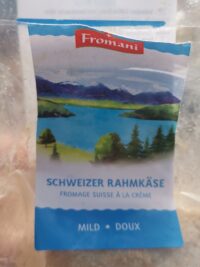 Fromani
SCHWEIZER RAHMKÄSE
FROMAGE SUISSE À LA CRÈME
MILD • DOUX